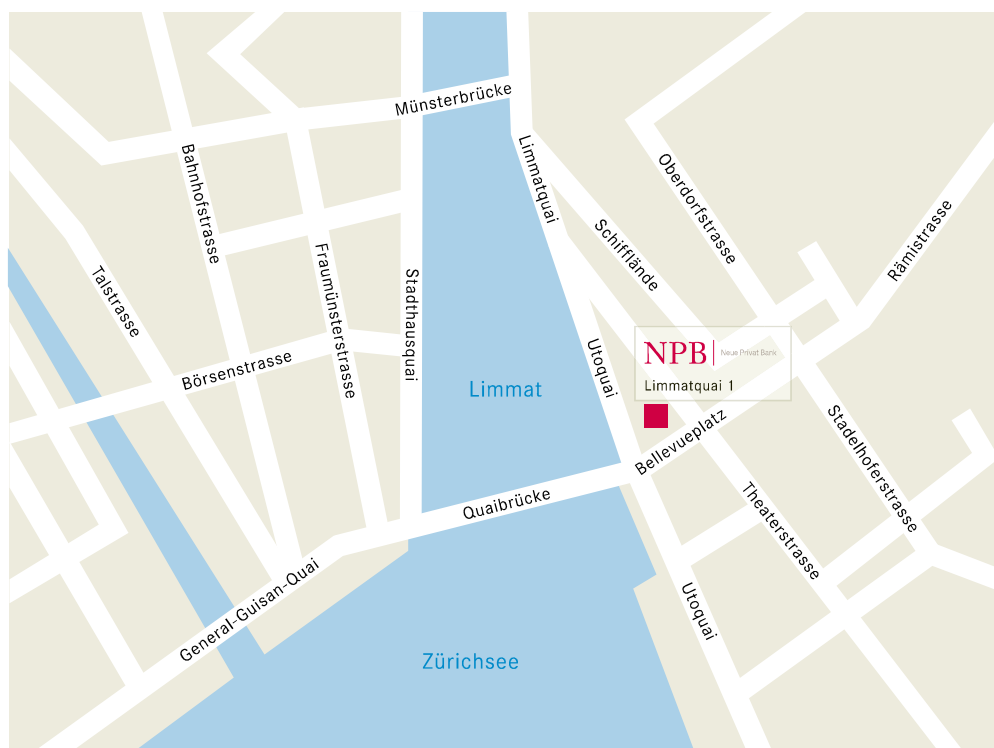 Münsterbrücke
Limmatquai
Bahnhofstrasse
Oberdorfstrasse
Schifflände
Rämistrasse
Talstrasse
Fraumünsterstrasse
Stadthausquai
Utoquai
NPB Neue Privat Bank
Limmatquai 1
Börsenstrasse
Limmat
Bellevueplatz
Stadelhoferstrasse
Quaibrücke
Theaterstrasse
General-Guisan-Quai
Utoquai
Zürichsee